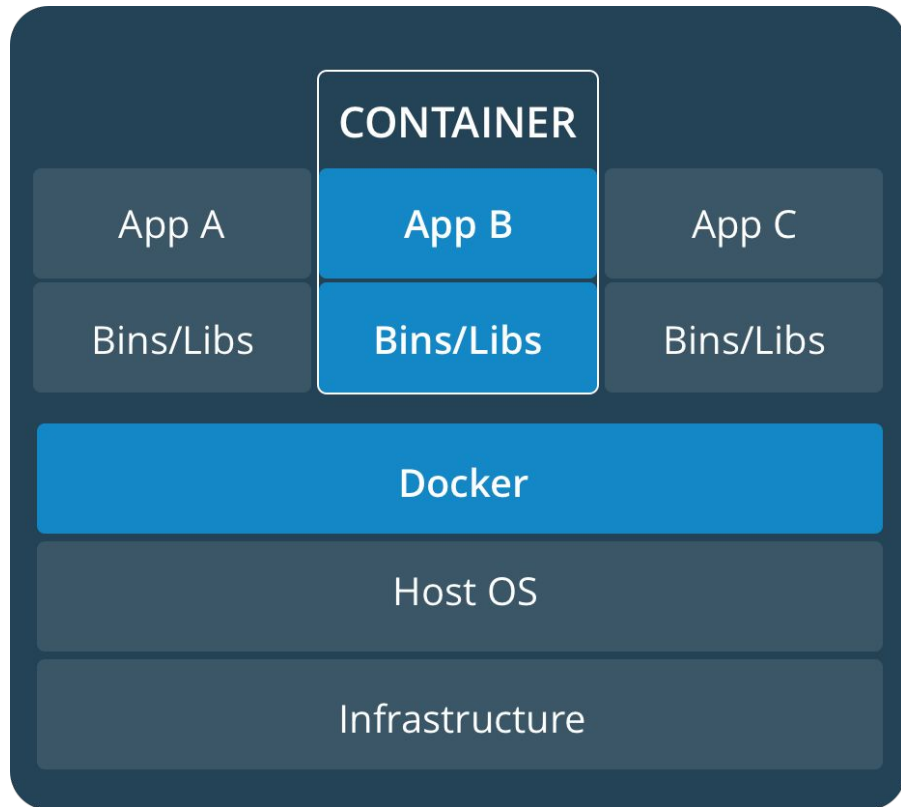 CONTAINER
App A
App B
App C
Bins/Libs
Bins/Libs
Bins/Libs
Docker
Host OS
Infrastructure